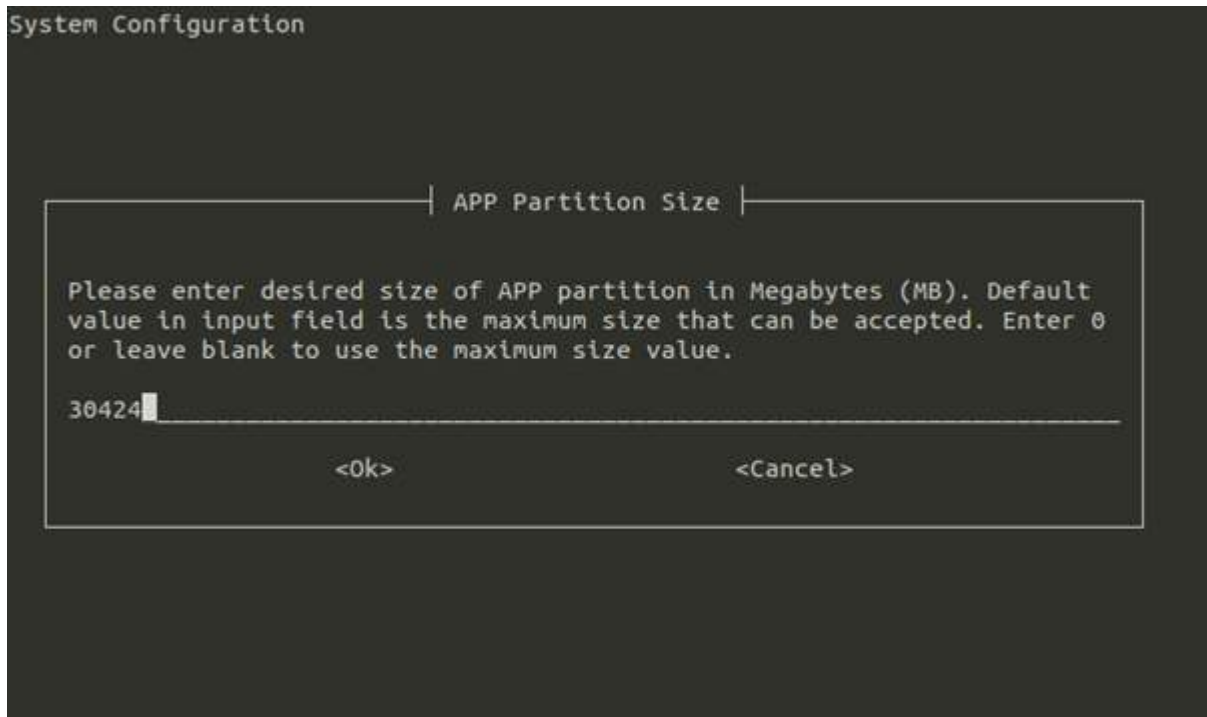 System Configuration
APP Partition Size
Please enter desired size of APP partition in Megabytes (MB). Default
value in input field is the maximum size that can be accepted. Enter 0
or leave blank to use the maximum size value.
30424
<Ok> <Cancel>